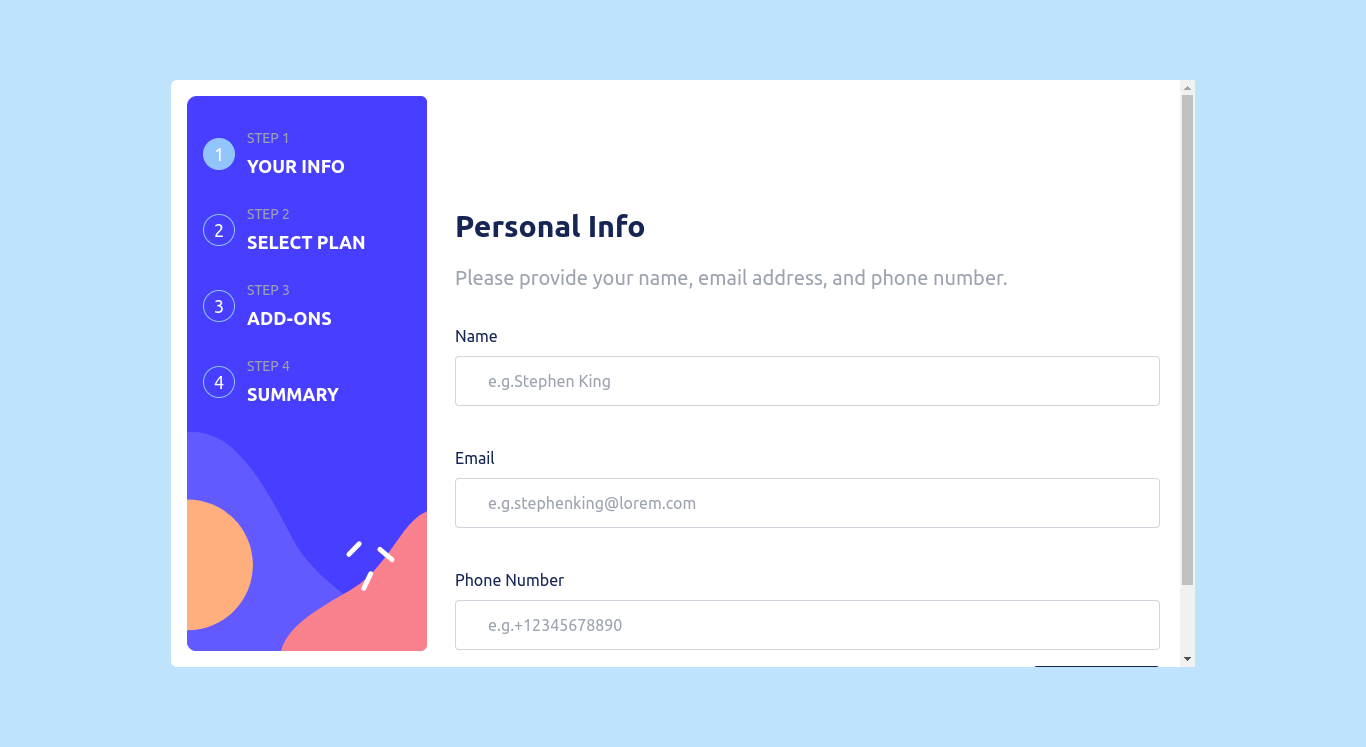 1
STEP 1
YOUR INFO
2
STEP 2
SELECT PLAN
3
STEP 3
ADD-ONS
4
STEP 4
SUMMARY
Personal Info
Please provide your name, email address, and phone number.
Name
e.g.Stephen King
Email
e.g.stephenking@lorem.com
Phone Number
e.g.+12345678890